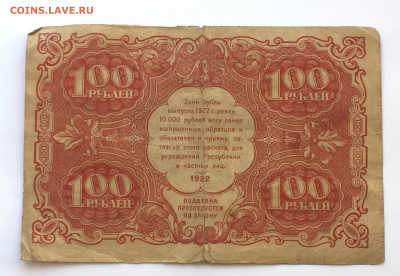 COINS.LAVE.RU
100 РУБЛЕЙ
100 РУБЛЕЙ
Один рубль
выпуска 1922 г. равен
10.000 рублей всех ранее
выпущенных образцов и
обязателен к приему, со-
гласно этого расчета, для
учреждений Республики
и частных лиц.
1922
100 РУБЛЕЙ
100 РУБЛЕЙ
ПОДДЕЛКА
ПРЕСЛЕДУЕТСЯ
ПО ЗАКОНУ